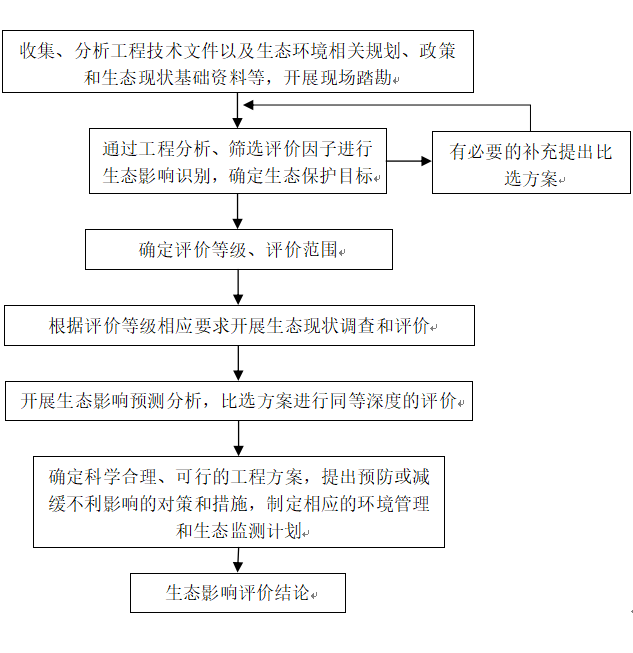 收集、分析工程技术文件以及生态环境相关规划、政策
和生态现状基础资料等，开展现场踏勘
通过工程分析、筛选评价因子进行
生态影响识别，确定生态保护目标
有必要的补充提出比
选方案
确定评价等级、评价范围
根据评价等级相应要求开展生态现状调查和评价
开展生态影响预测分析，比选方案进行同等深度的评价
确定科学合理、可行的工程方案，提出预防或减
缓不利影响的对策和措施，制定相应的环境管理
和生态监测计划
生态影响评价结论